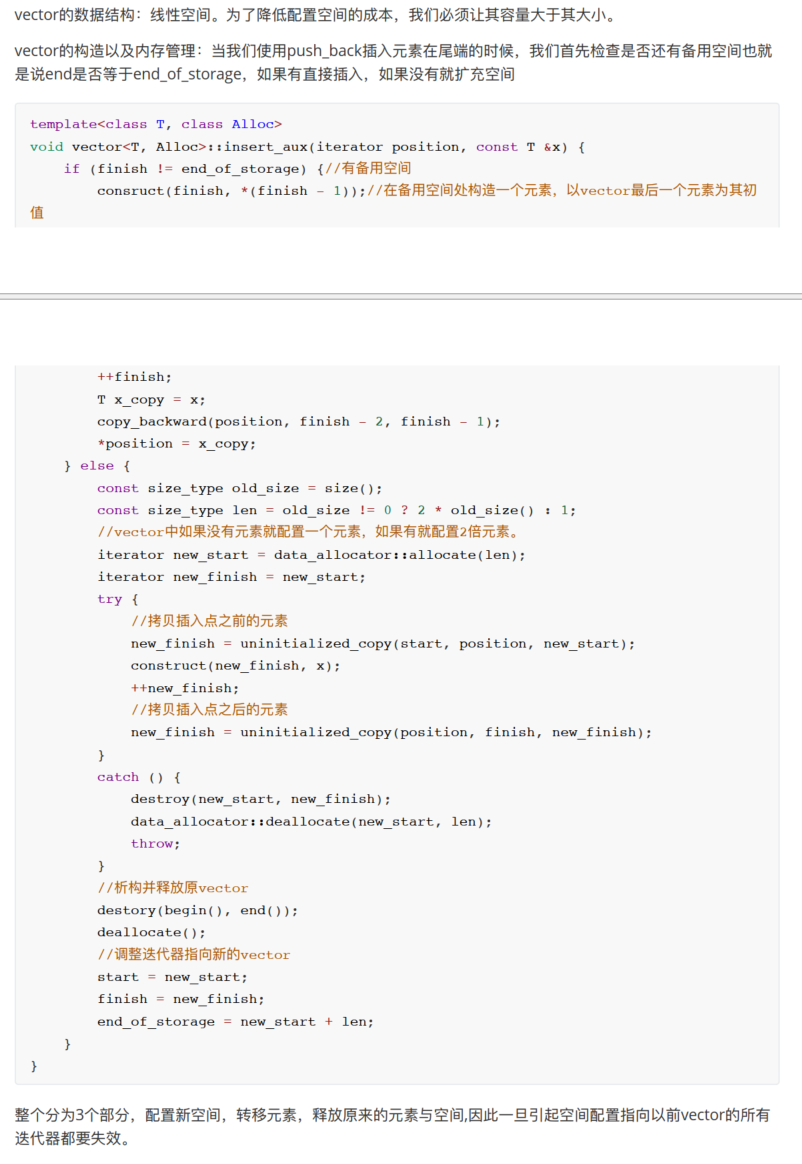 vector的数据结构：线性空间。为了降低配置空间的成本，我们必须让其容量大于其大小。
vector的构造以及内存管理：当我们使用push_back插入元素在尾端的时候，我们首先检查是否还有备用空间也就
是说end是否等于end_of_storage，如果有直接插入，如果没有就扩充空间
template<class T, class Alloc>
void vector<T, Alloc>::insert_aux(iterator position, const T &x) {
    if (finish != end_of_storage) {//有备用空间
        consruct(finish, *(finish - 1));//在备用空间处构造一个元素，以vector最后一个元素为其初
值
        ++finish;
        T x_copy = x;
        copy_backward(position, finish - 2, finish - 1);
        *position = x_copy;
    } else {
        const size_type old_size = size();
        const size_type len = old_size != 0 ? 2 * old_size() : 1;
        //vector中如果没有元素就配置一个元素，如果有就配置2倍元素。
        iterator new_start = data_allocator::allocate(len);
        iterator new_finish = new_start;
        try {
            //拷贝插入点之前的元素
            new_finish = uninitialized_copy(start, position, new_start);
            construct(new_finish, x);
            ++new_finish;
            //拷贝插入点之后的元素
            new_finish = uninitialized_copy(position, finish, new_finish);
        }
        catch () {
            destroy(new_start, new_finish);
            data_allocator::deallocate(new_start, len);
            throw;
        }
        //析构并释放原vector
        destory(begin(), end());
        deallocate();
        //调整迭代器指向新的vector
        start = new_start;
        finish = new_finish;
        end_of_storage = new_start + len;
    }
}
整个分为3个部分，配置新空间，转移元素，释放原来的元素与空间,因此一旦引起空间配置指向以前vector的所有
迭代器都要失效。